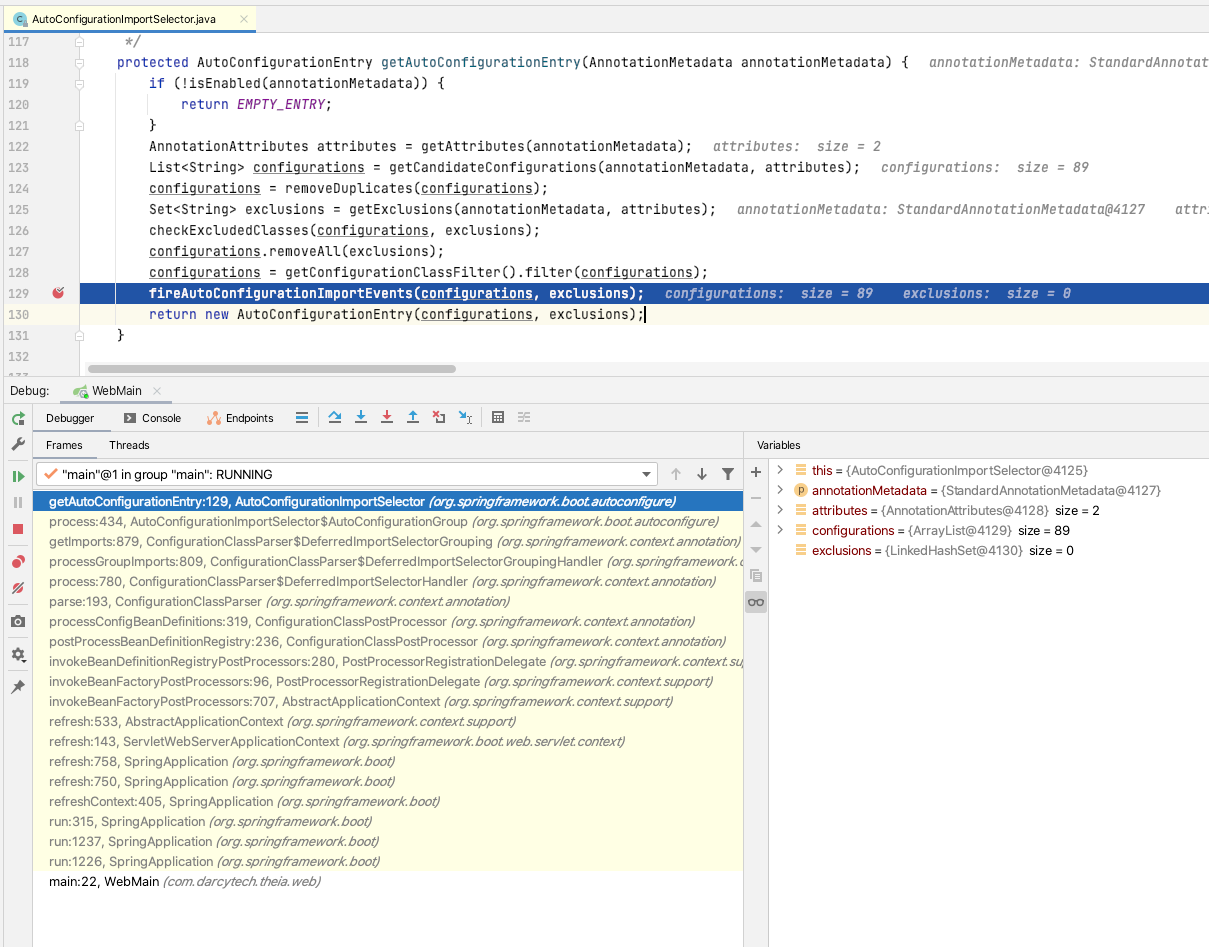 AutoConfigurationImportSelector.java
117 */
118 protected AutoConfigurationEntry getAutoConfigurationEntry(AnnotationMetadata annotationMetadata) { annotationMetadata: StandardAnnotat
119 if (!isEnabled(annotationMetadata)) {
120 return EMPTY_ENTRY;
121 }
122 AnnotationAttributes attributes = getAttributes(annotationMetadata); attributes: size = 2
123 List<String> configurations = getCandidateConfigurations(annotationMetadata, attributes); configurations: size = 89
124 configurations = removeDuplicates(configurations);
125 Set<String> exclusions = getExclusions(annotationMetadata, attributes); annotationMetadata: StandardAnnotationMetadata@4127 attri
126 checkExcludedClasses(configurations, exclusions);
127 configurations.removeAll(exclusions);
128 configurations = getConfigurationClassFilter().filter(configurations);
129 fireAutoConfigurationImportEvents(configurations, exclusions); configurations: size = 89 exclusions: size = 0
130 return new AutoConfigurationEntry(configurations, exclusions);
131 }
132
Debug: WebMain
Debugger Console Endpoints
Frames Threads
"main"@1 in group "main": RUNNING
getAutoConfigurationEntry:129, AutoConfigurationImportSelector (org.springframework.boot.autoconfigure)
process:434, AutoConfigurationImportSelector$AutoConfigurationGroup (org.springframework.boot.autoconfigure)
getImports:879, ConfigurationClassParser$DeferredImportSelectorGrouping (org.springframework.context.annotation)
processGroupImports:809, ConfigurationClassParser$DeferredImportSelectorGroupingHandler (org.springframework.c
process:780, ConfigurationClassParser$DeferredImportSelectorHandler (org.springframework.context.annotation)
parse:193, ConfigurationClassParser (org.springframework.context.annotation)
processConfigBeanDefinitions:319, ConfigurationClassPostProcessor (org.springframework.context.annotation)
postProcessBeanDefinitionRegistry:236, ConfigurationClassPostProcessor (org.springframework.context.annotation)
invokeBeanDefinitionRegistryPostProcessors:280, PostProcessorRegistrationDelegate (org.springframework.context.sup
invokeBeanFactoryPostProcessors:96, PostProcessorRegistrationDelegate (org.springframework.context.support)
invokeBeanFactoryPostProcessors:707, AbstractApplicationContext (org.springframework.context.support)
refresh:533, AbstractApplicationContext (org.springframework.context.support)
refresh:143, ServletWebServerApplicationContext (org.springframework.boot.web.servlet.context)
refresh:758, SpringApplication (org.springframework.boot)
refresh:750, SpringApplication (org.springframework.boot)
refreshContext:405, SpringApplication (org.springframework.boot)
run:315, SpringApplication (org.springframework.boot)
run:1237, SpringApplication (org.springframework.boot)
run:1226, SpringApplication (org.springframework.boot)
main:22, WebMain (com.darcytech.theia.web)
Variables
this = {AutoConfigurationImportSelector@4125}
annotationMetadata = {StandardAnnotationMetadata@4127}
attributes = {AnnotationAttributes@4128} size = 2
configurations = {ArrayList@4129} size = 89
exclusions = {LinkedHashSet@4130} size = 0